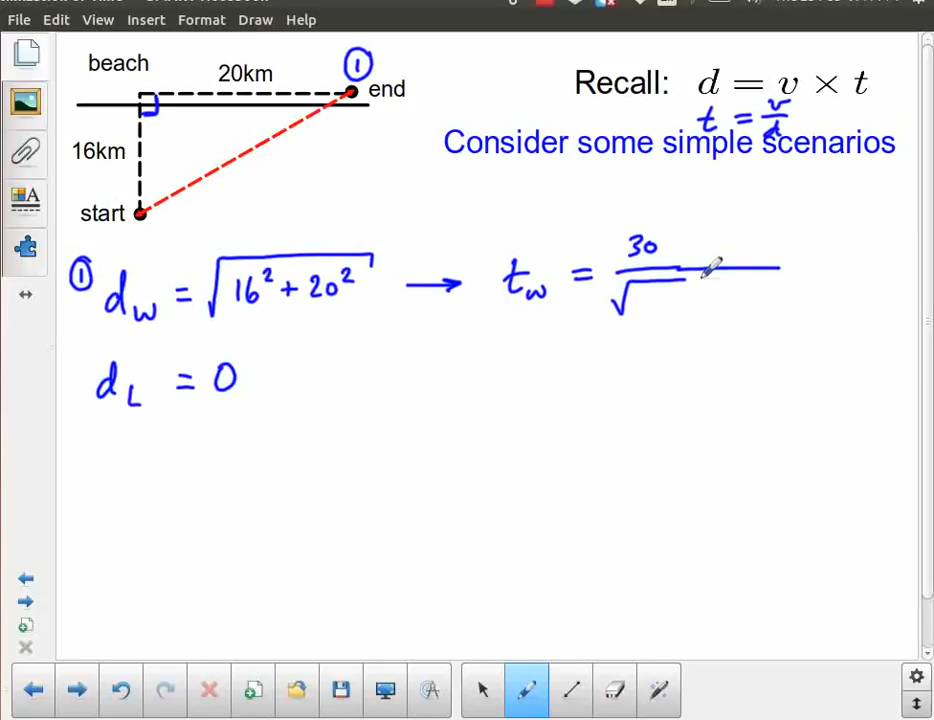 File Edit View Insert Format Draw Help
beach
20km
①
end
16km
start
Recall: d = v × t
t = v/d
Consider some simple scenarios
① d_W = √(16² + 20²) → t_w = 30/√
d_L = 0